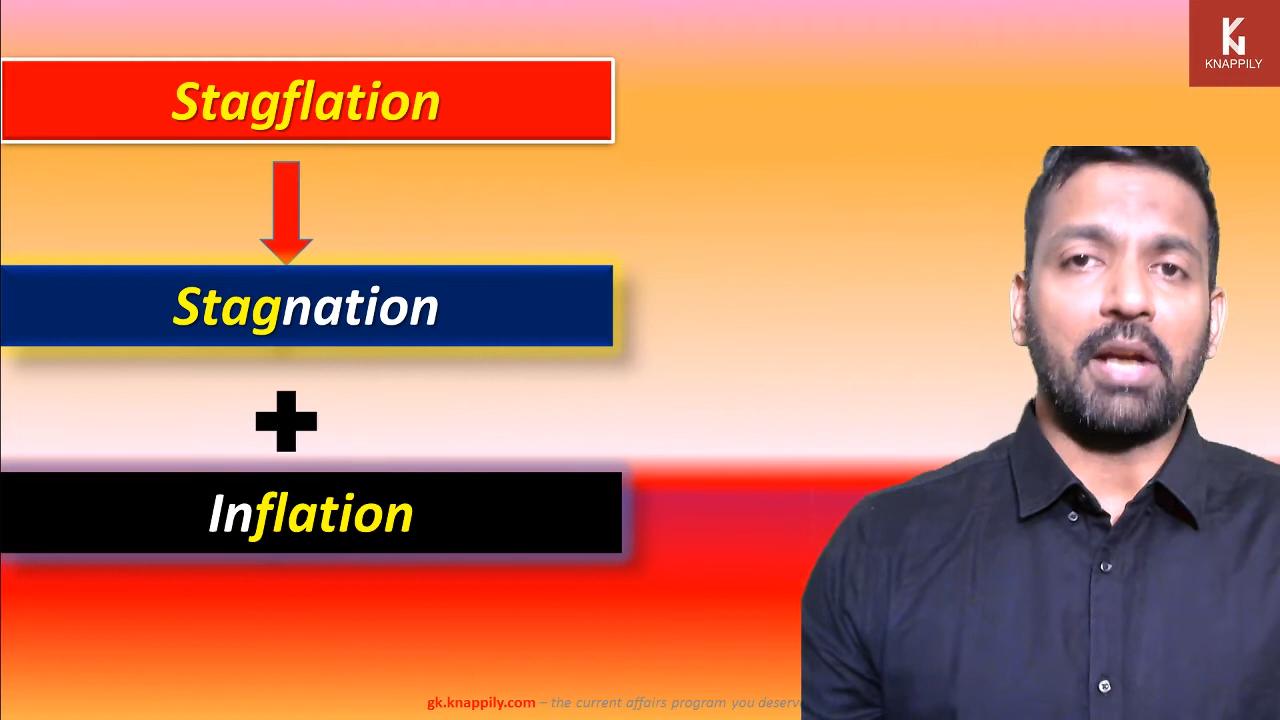 KNAPPILY
Stagflation
Stagnation
Inflation
gk.knappily.com – the current affairs program you deserv